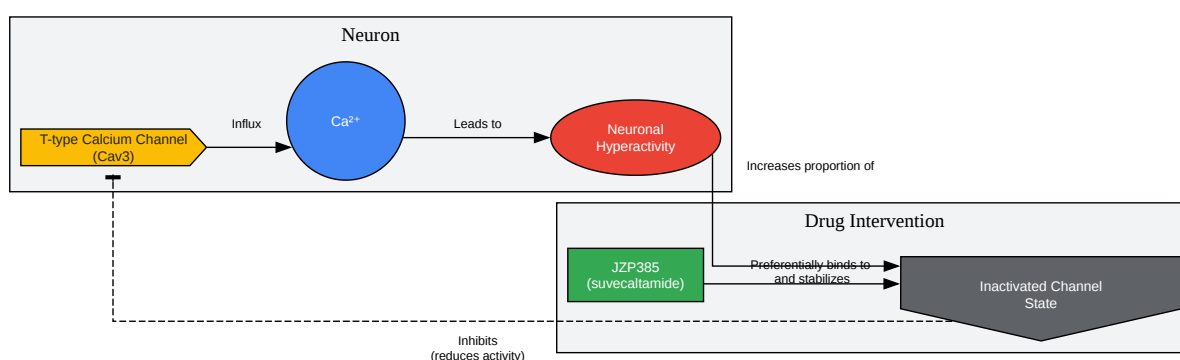 Neuron
T-type Calcium Channel
(Cav3)
Influx
Ca²⁺
Leads to
Neuronal
Hyperactivity
Increases proportion of
Drug Intervention
JZP385
(suvecaltamide)
Preferentially binds to
and stabilizes
Inactivated Channel
State
Inhibits
(reduces activity)